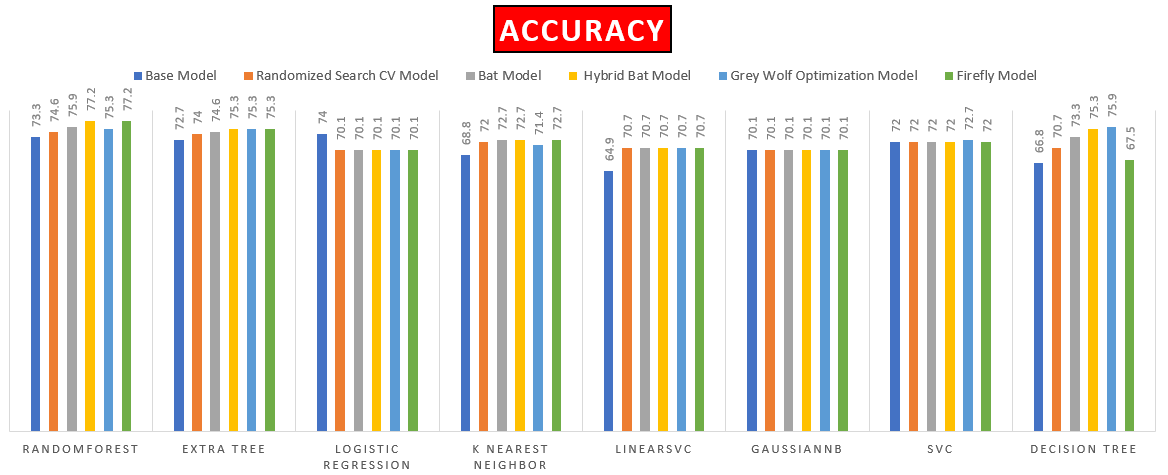 ACCURACY
Base Model Randomized Search CV Model Bat Model Hybrid Bat Model Grey Wolf Optimization Model Firefly Model
73.3 74.6 75.9 77.2 75.3 77.2
72.7 74 74.6 75.3 75.3 75.3
74 70.1 70.1 70.1 70.1 70.1
68.8 72 72.7 72.7 71.4 72.7
64.9 70.7 70.7 70.7 70.7 70.7
70.1 70.1 70.1 70.1 70.1 70.1
72 72 72 72 72.7 72
66.8 70.7 73.3 75.3 75.9 67.5
RANDOMFOREST EXTRA TREE LOGISTIC K NEAREST LINEARSVC GAUSSIANNB SVC DECISION TREE
REGRESSION NEIGHBOR